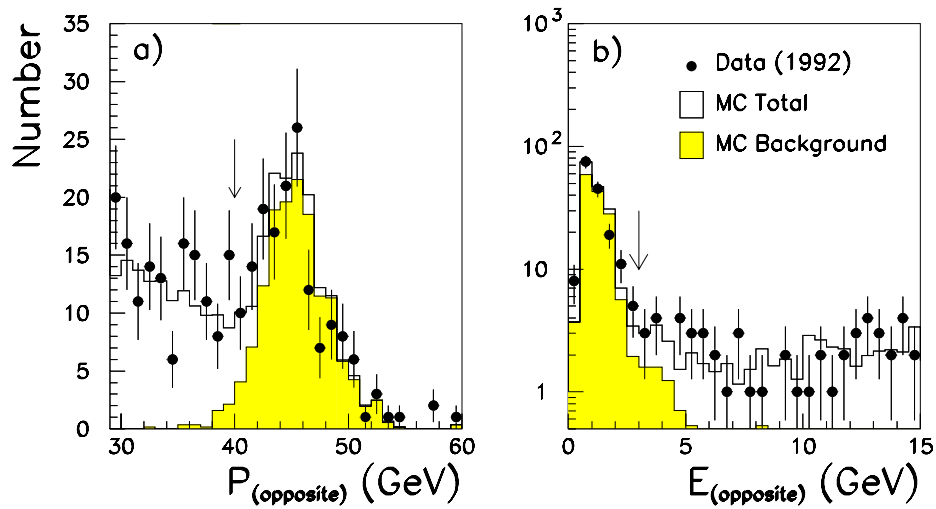 a)
Number
35
30
25
20
15
10
5
0
30 40 50 60
P(opposite) (GeV)
b)
Data (1992)
MC Total
MC Background
10³
10²
10
1
0 5 10 15
E(opposite) (GeV)